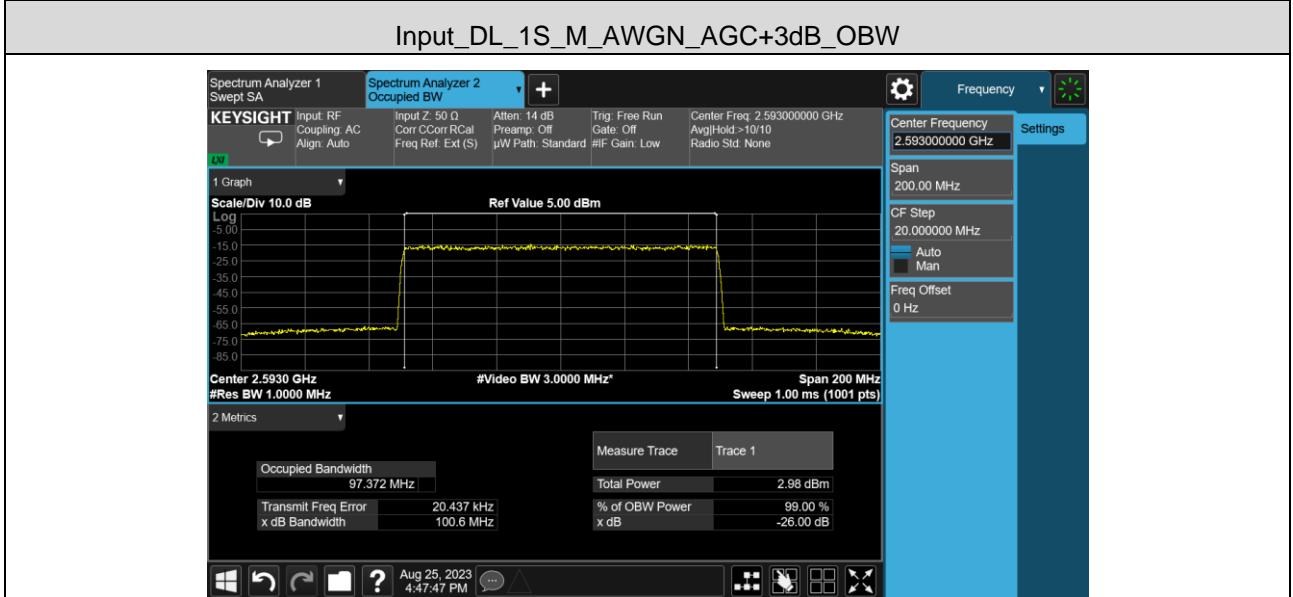 Input_DL_1S_M_AWGN_AGC+3dB_OBW
Spectrum Analyzer 1
Swept SA
Spectrum Analyzer 2
Occupied BW
Frequency
KEYSIGHT
Input: RF
Coupling: AC
Align: Auto
Input Z: 50 Ω
Corr CCorr RCal
Freq Ref: Ext (S)
Atten: 14 dB
Preamp: Off
µW Path: Standard
Trig: Free Run
Gate: Off
#IF Gain: Low
Center Freq: 2.593000000 GHz
Avg|Hold:>10/10
Radio Std: None
LXI
1 Graph
Scale/Div 10.0 dB
Ref Value 5.00 dBm
Log
-5.00
-15.0
-25.0
-35.0
-45.0
-55.0
-65.0
-75.0
-85.0
Center 2.5930 GHz
#Video BW 3.0000 MHz*
Span 200 MHz
#Res BW 1.0000 MHz
Sweep 1.00 ms (1001 pts)
2 Metrics
Measure Trace
Trace 1
Occupied Bandwidth
97.372 MHz
Total Power
2.98 dBm
Transmit Freq Error
20.437 kHz
% of OBW Power
99.00 %
x dB Bandwidth
100.6 MHz
x dB
-26.00 dB
?
Aug 25, 2023
4:47:47 PM
Center Frequency
2.593000000 GHz
Settings
Span
200.00 MHz
CF Step
20.000000 MHz
Auto
Man
Freq Offset
0 Hz